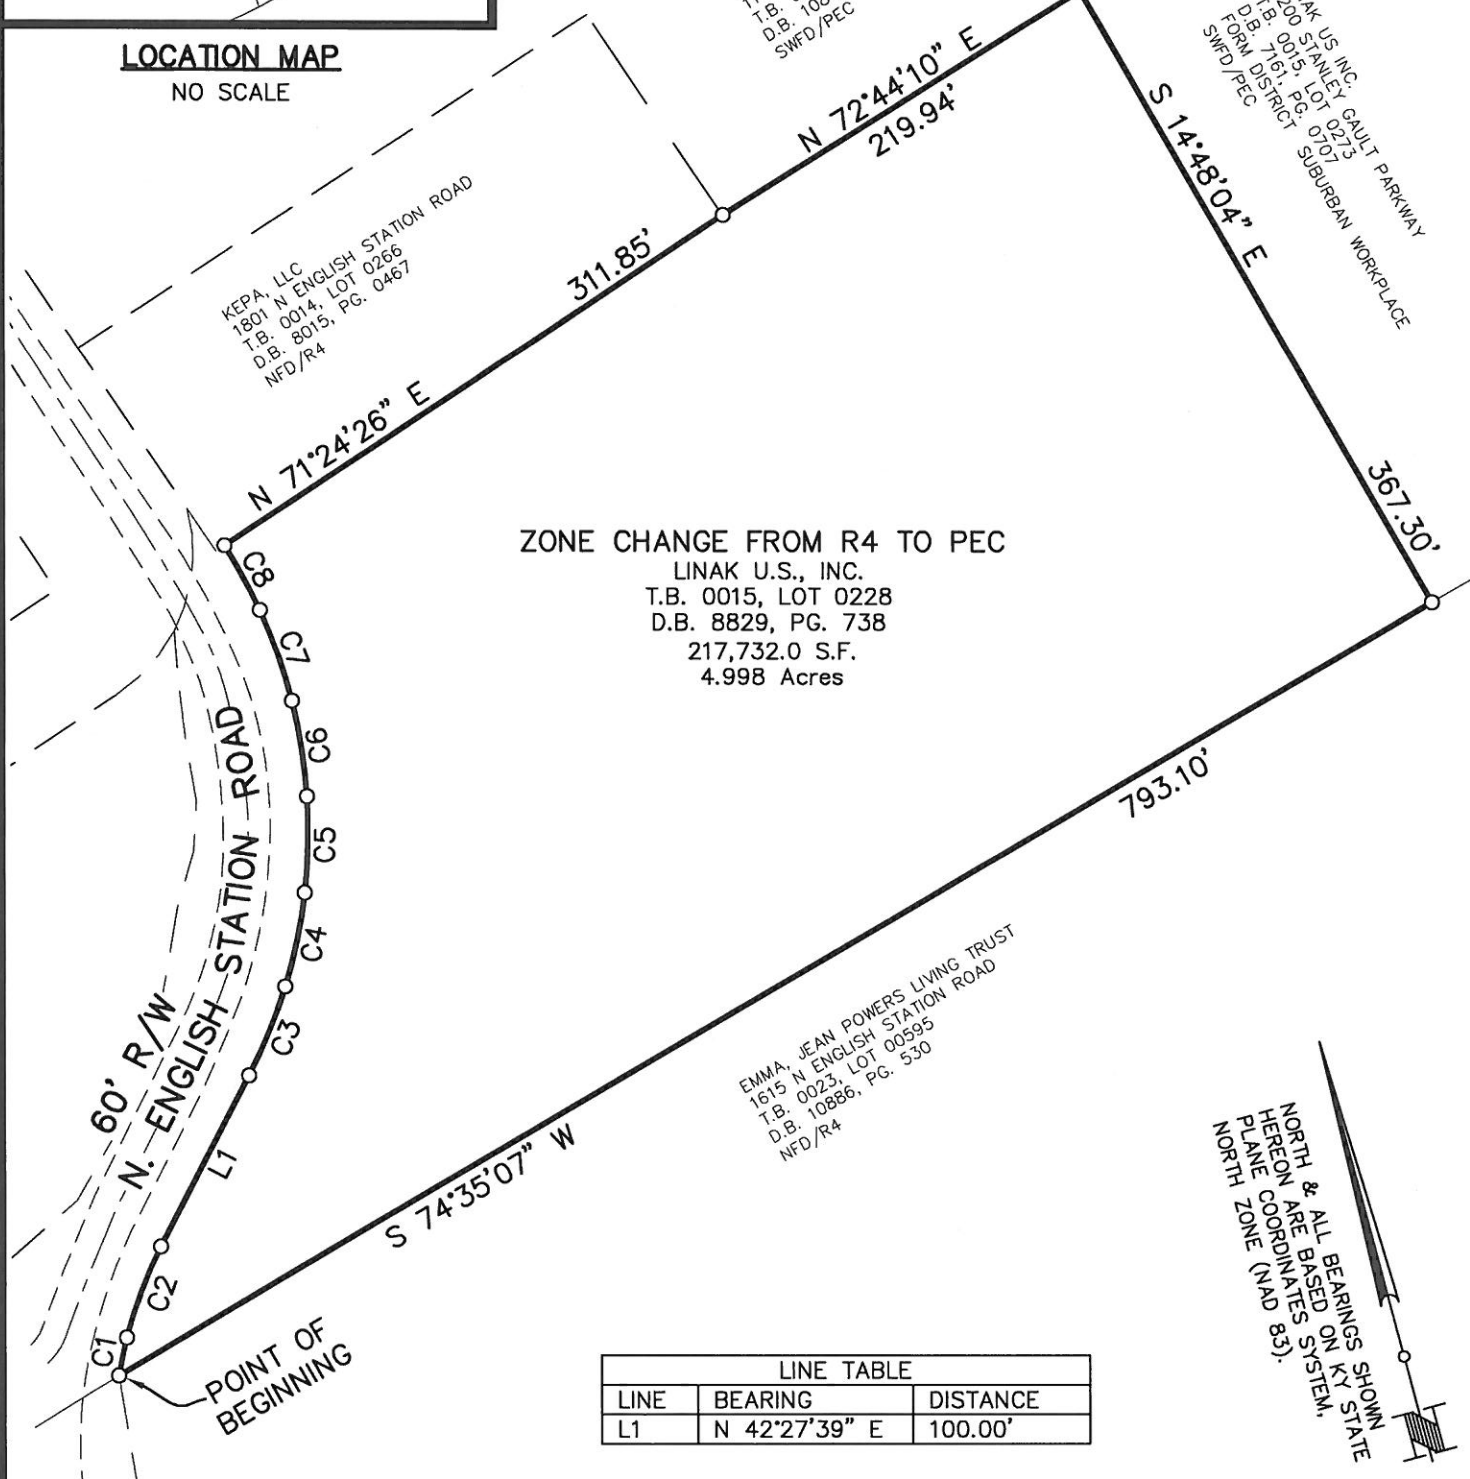 LOCATION MAP
NO SCALE
T.B.
D.B.
SWFD/PEC
N 72°44'10" E
219.94'
US INC.
STANLEY GAULT PARKWAY
T.B. 0015, LOT 0273
D.B. 7161, PG. 0707
FORM DISTRICT SUBURBAN WORKPLACE
SWFD/PEC
S 14°48'04" E
367.30'
KEPA, LLC
1801 N ENGLISH STATION ROAD
T.B. 0014, LOT 0266
D.B. 8015, PG. 0467
NFD/R4
311.85'
N 71°24'26" E
ZONE CHANGE FROM R4 TO PEC
LINAK U.S., INC.
T.B. 0015, LOT 0228
D.B. 8829, PG. 738
217,732.0 S.F.
4.998 Acres
C8
C7
C6
C5
C4
C3
L1
C2
C1
60' R/W
N. ENGLISH STATION ROAD
793.10'
S 74°35'07" W
EMMA, JEAN POWERS LIVING TRUST
1615 N ENGLISH STATION ROAD
T.B. 0023, LOT 00595
D.B. 10886, PG. 530
NFD/R4
POINT OF
BEGINNING
LINE TABLE
LINE BEARING DISTANCE
L1 N 42°27'39" E 100.00'
NORTH & ALL BEARINGS SHOWN
HEREON ARE BASED ON KY STATE
PLANE COORDINATES SYSTEM,
NORTH ZONE (NAD 83).